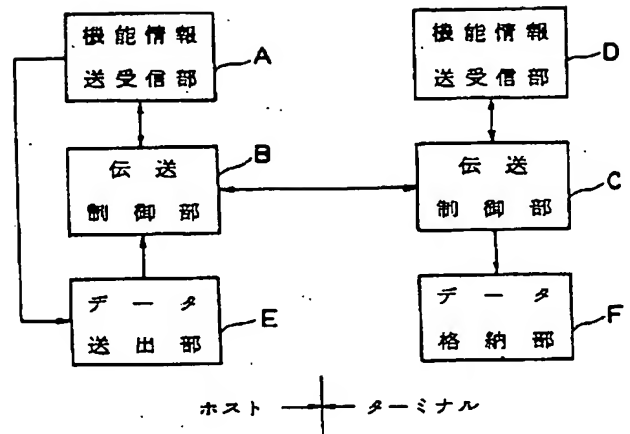 機能情報
送受信部
A
機能情報
送受信部
D
伝送
制御部
B
伝送
制御部
C
データ
送出部
E
データ
格納部
F
ホスト
ターミナル